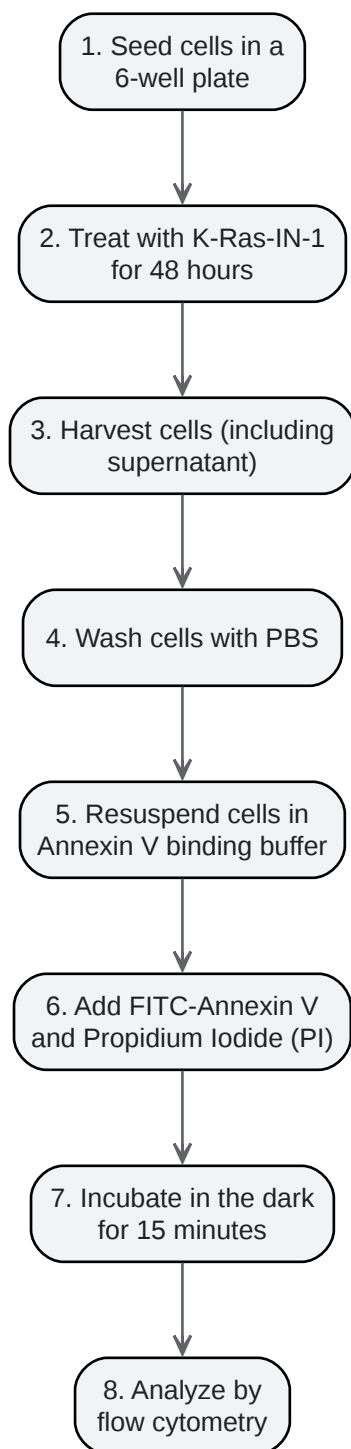 1. Seed cells in a
6-well plate
2. Treat with K-Ras-IN-1
for 48 hours
3. Harvest cells (including
supernatant)
4. Wash cells with PBS
5. Resuspend cells in
Annexin V binding buffer
6. Add FITC-Annexin V
and Propidium Iodide (PI)
7. Incubate in the dark
for 15 minutes
8. Analyze by
flow cytometry